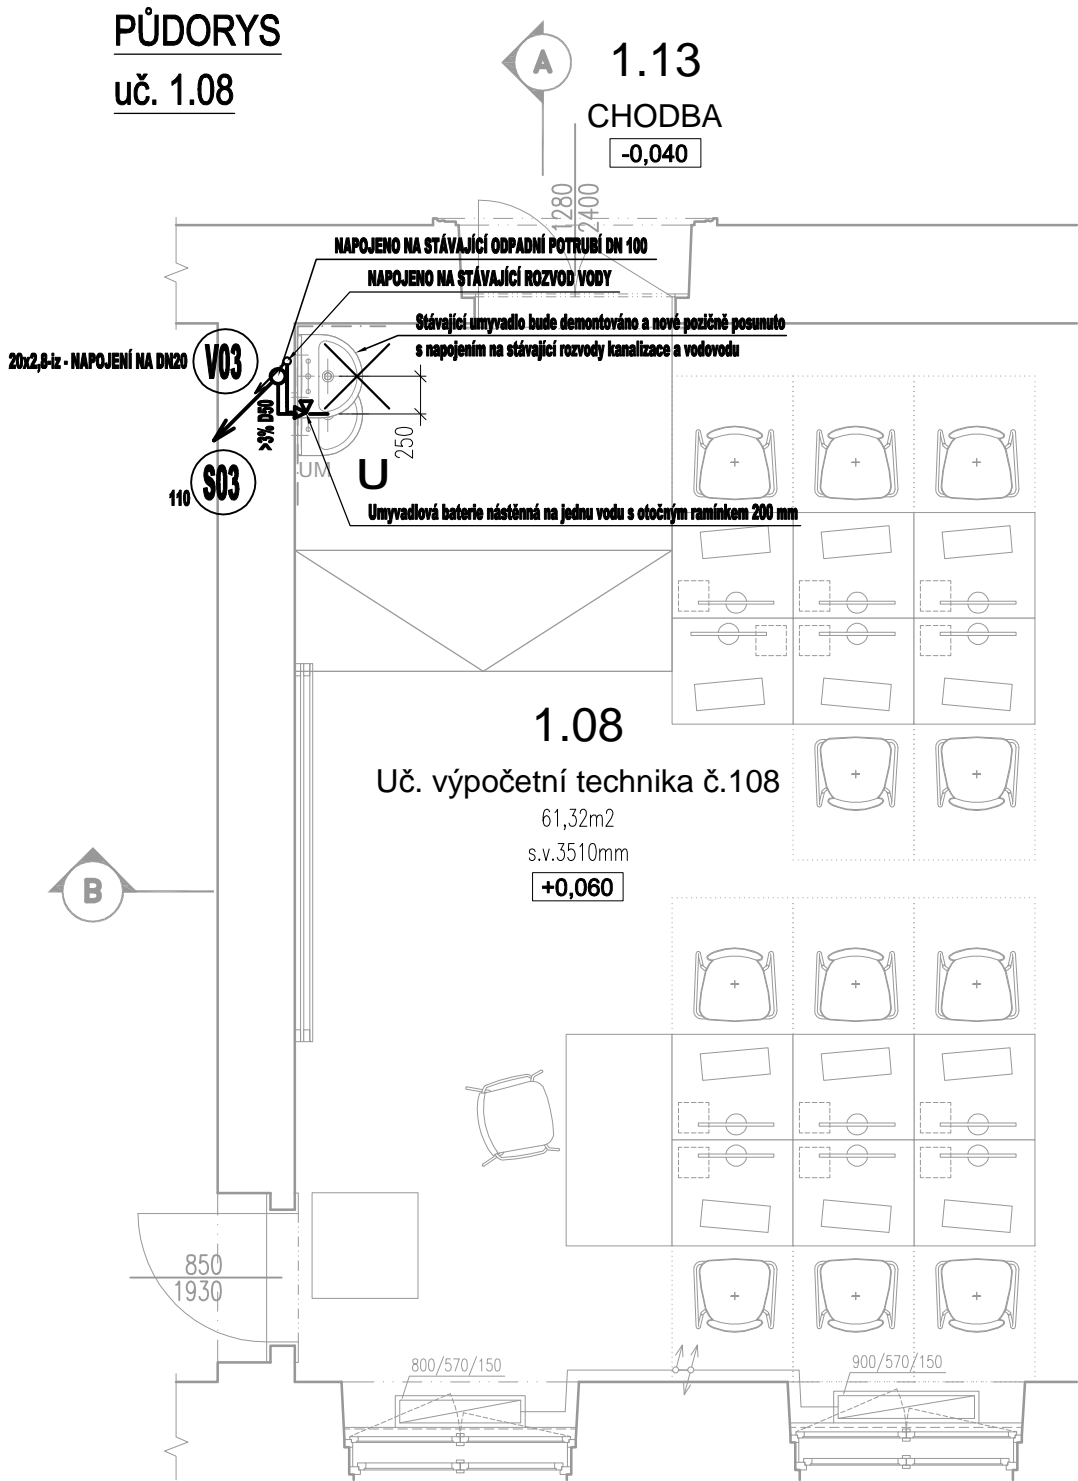 PŮDORYS
uč. 1.08
A
1.13
CHODBA
-0,040
1280
2400
NAPOJENO NA STÁVAJÍCÍ ODPADNÍ POTRUBÍ DN 100
NAPOJENO NA STÁVAJÍCÍ ROZVOD VODY
Stávající umyvadlo bude demontováno a nově pozičně posunuto
s napojením na stávající rozvody kanalizace a vodovodu
20x2,8-iz - NAPOJENÍ NA DN20
V03
>3% D50
250
UM
U
110
S03
Umyvadlová baterie nástěnná na jednu vodu s otočným ramínkem 200 mm
1.08
Uč. výpočetní technika č.108
61,32m2
s.v.3510mm
+0,060
B
850
1930
800/570/150
900/570/150